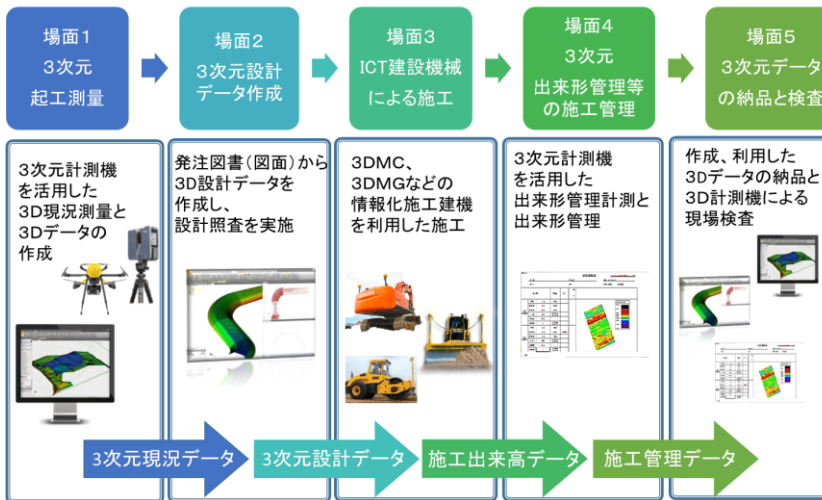 場面1
3次元
起工測量
場面2
3次元設計
データ作成
場面3
ICT建設機械
による施工
場面4
3次元
出来形管理等
の施工管理
場面5
3次元データ
の納品と検査
3次元計測機
を活用した
3D現況測量と
3Dデータの
作成
発注図書(図面)から
3D設計データを
作成し、
設計照査を実施
3DMC、
3DMGなどの
情報化施工建機
を利用した施工
3次元計測機
を活用した
出来形管理計測と
出来形管理
作成、利用した
3Dデータの納品と
3D計測機による
現場検査
3次元現況データ
3次元設計データ
施工出来高データ
施工管理データ